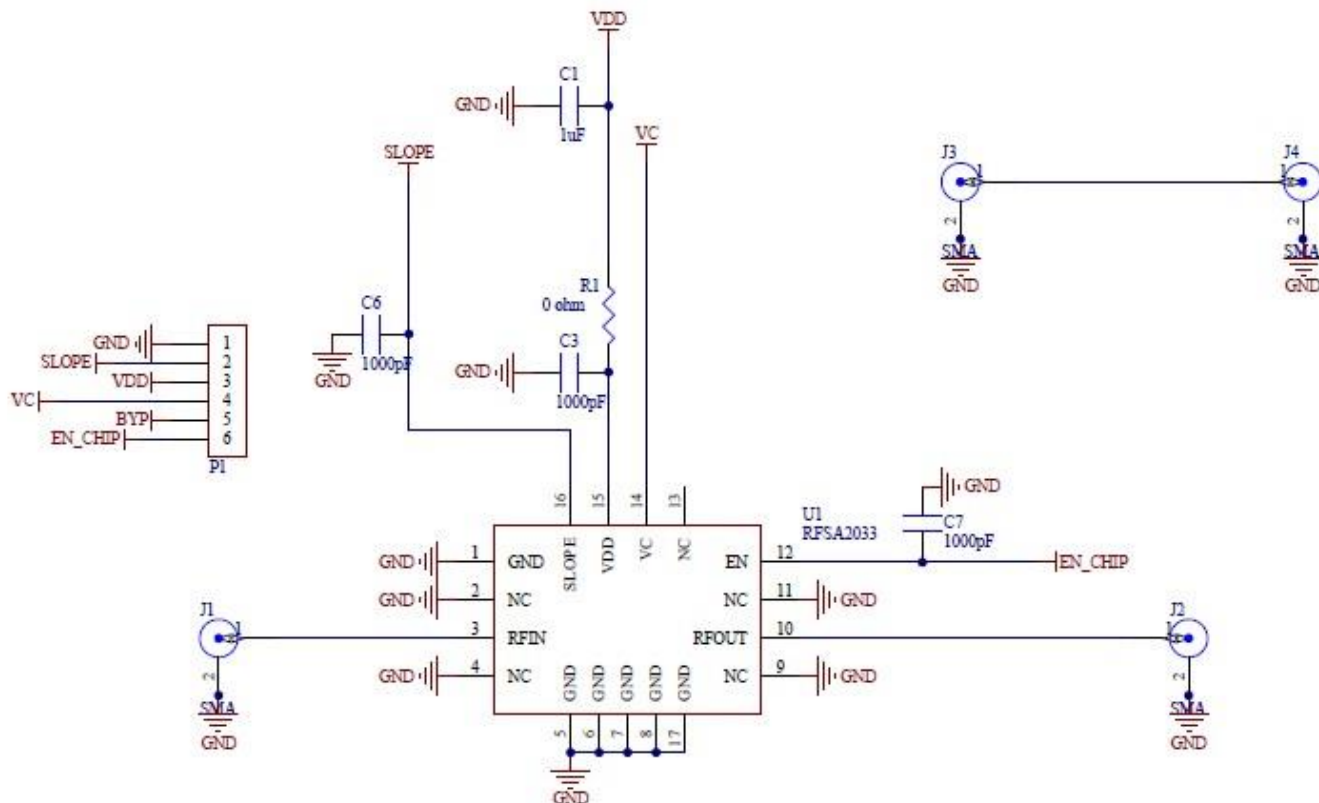 VDD
C1
GND
1uF
VC
SLOPE
J3
1
2
SMA
GND
J4
1
2
SMA
GND
R1
0 ohm
C6
1000pF
GND
C3
GND
1000pF
GND 1
SLOPE 2
VDD 3
VC 4
BYP 5
EN_CHIP 6
P1
16 15 14 13
SLOPE VDD VC NC
U1
RFSA2033
GND
C7
1000pF
GND 1 GND
EN 12
EN_CHIP
GND 2 NC
NC 11 GND
J1
1
3 RFIN
RFOUT 10
1
J2
GND 4 NC
NC 9 GND
2
SMA
GND
2
SMA
GND
GND GND GND GND GND
5 6 7 8 17
GND